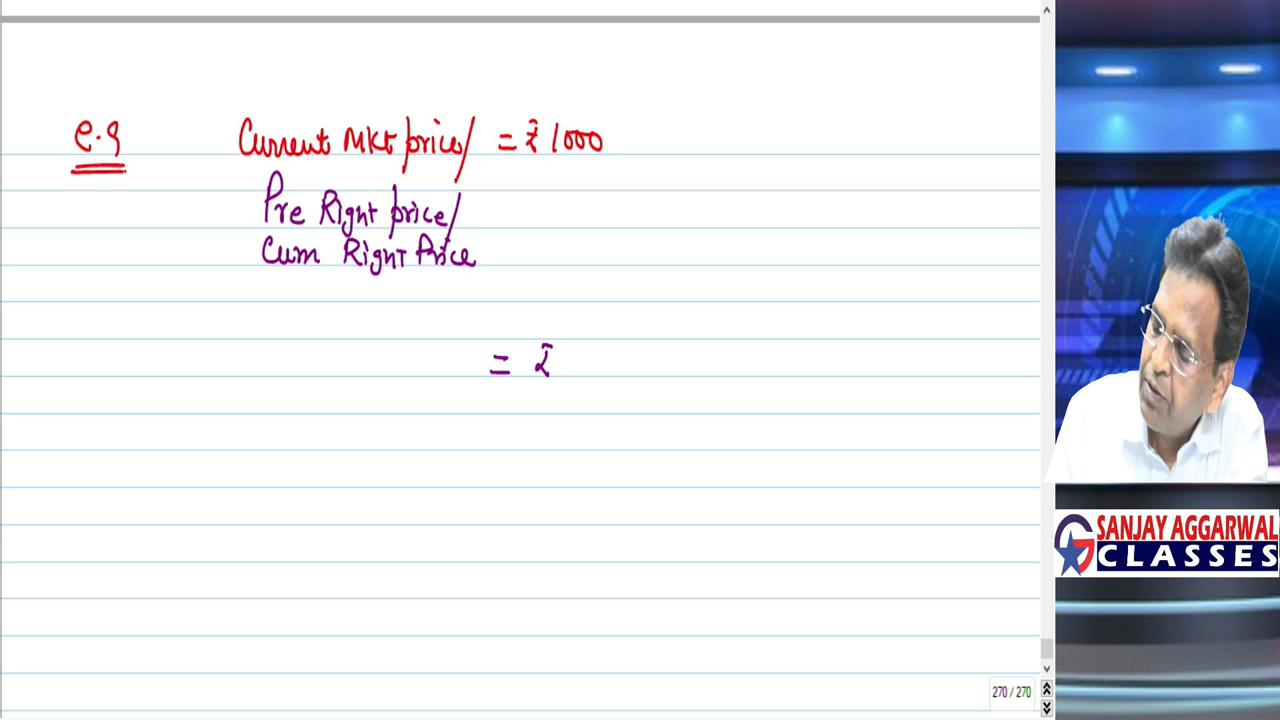 e.g Current Mkt price/ = ₹ 1000
Pre Right price/
Cum Right Price
= ₹
270 / 270
SANJAY AGGARWAL
CLASSES